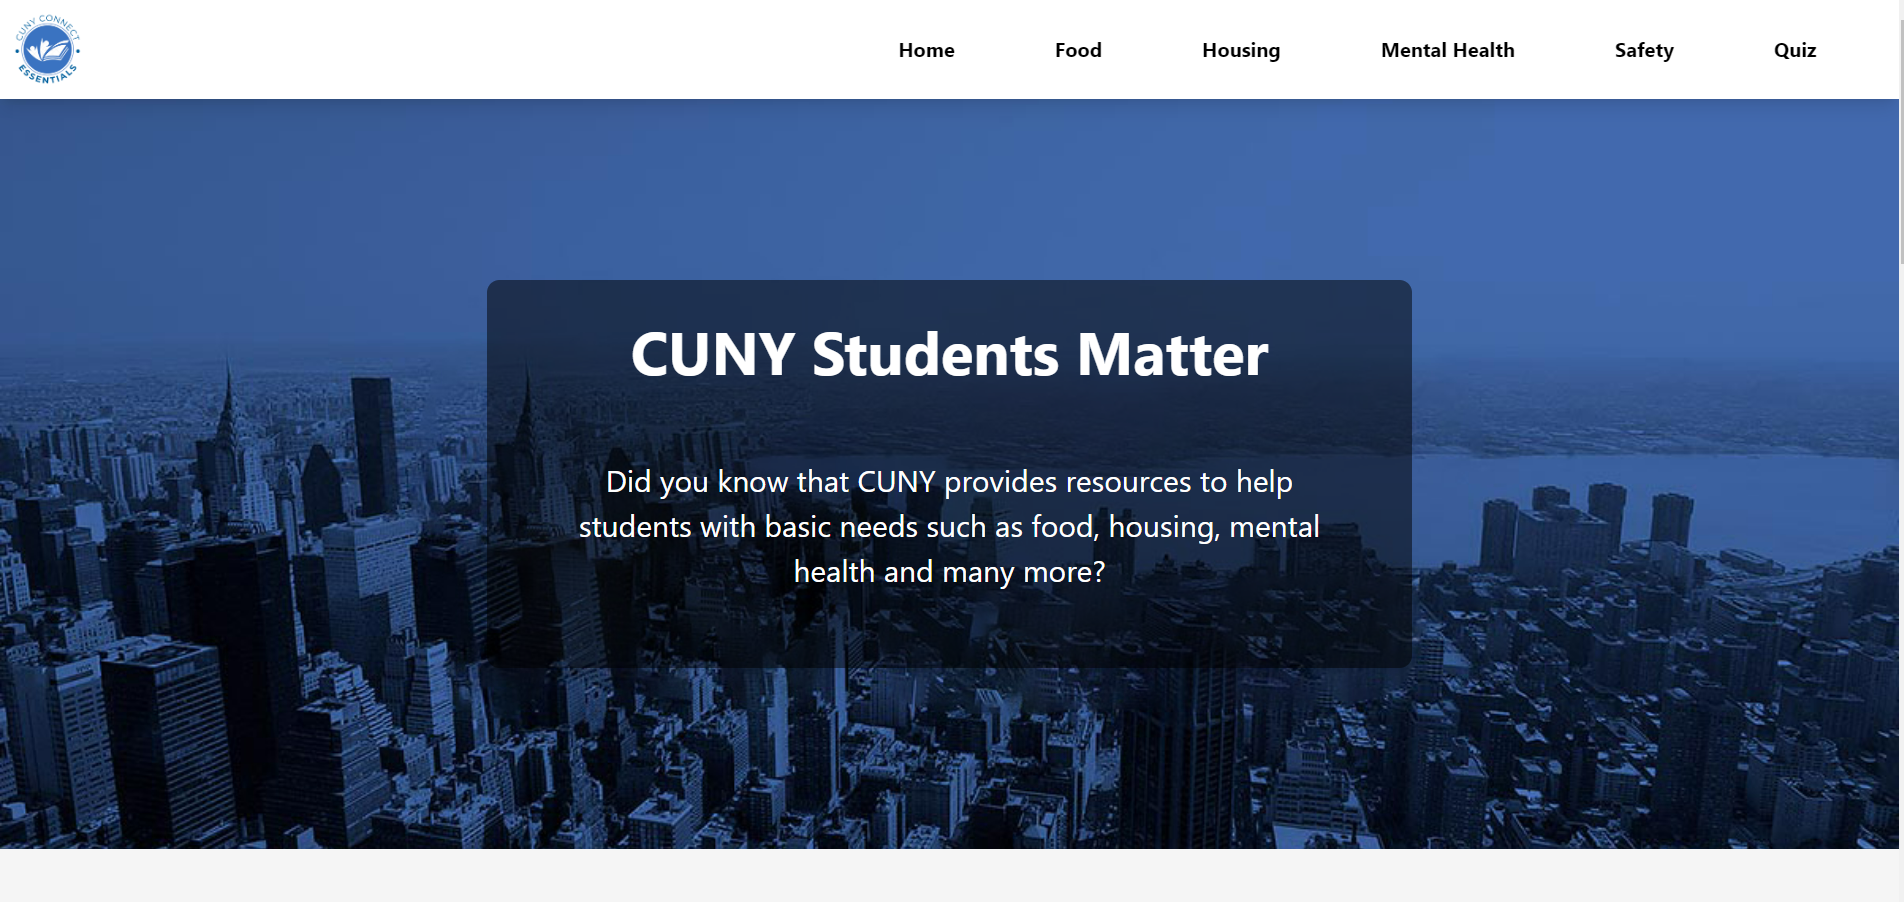 CUNY CONNECT
ESSENTIALS
Home Food Housing Mental Health Safety Quiz
CUNY Students Matter
Did you know that CUNY provides resources to help
students with basic needs such as food, housing, mental
health and many more?